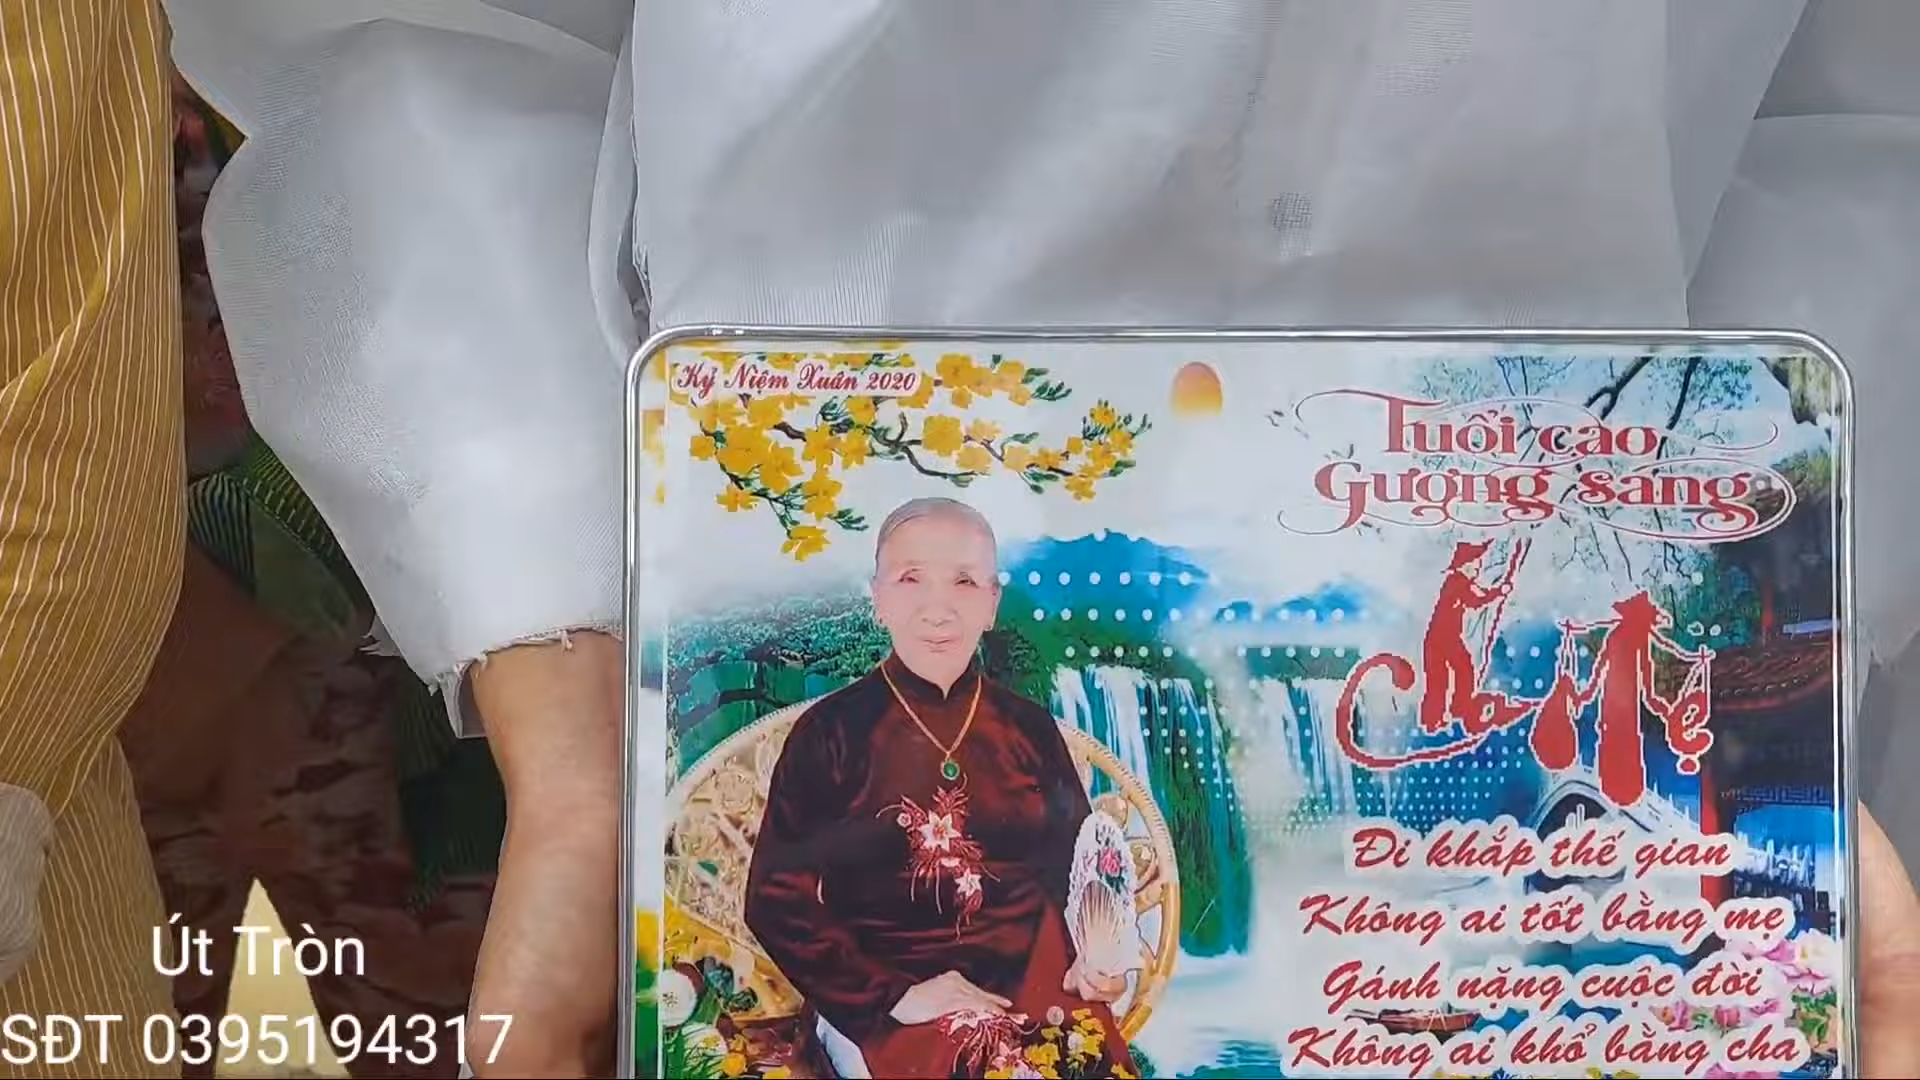 Kỷ Niệm Xuân 2020
Tuổi cao
Gương sáng
Cha Mẹ
Đi khắp thế gian
Không ai tốt bằng mẹ
Gánh nặng cuộc đời
Không ai khổ bằng cha
Út Tròn
SĐT 0395194317